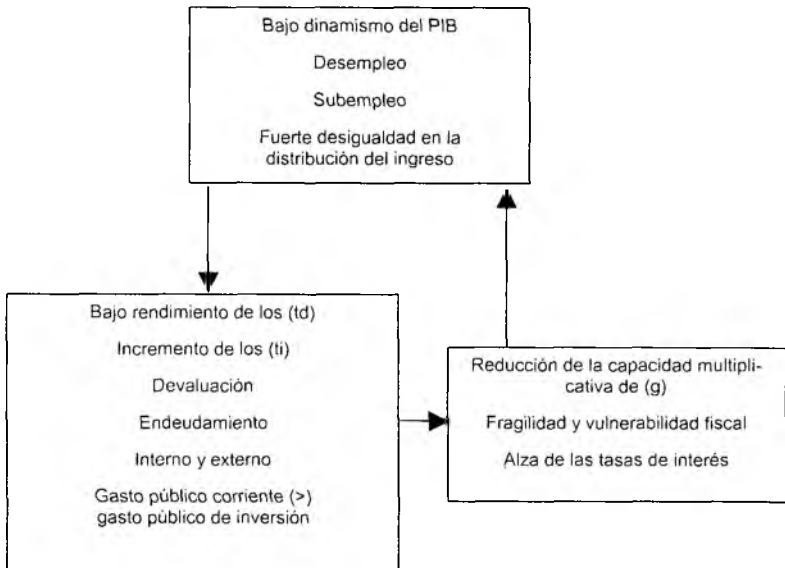 Bajo dinamismo del PIB
Desempleo
Subempleo
Fuerte desigualdad en la
distribución del ingreso
Bajo rendimiento de los (td)
Incremento de los (ti)
Devaluación
Endeudamiento
Interno y externo
Gasto público corriente (>)
gasto público de inversión
Reducción de la capacidad multipli-
cativa de (g)
Fragilidad y vulnerabilidad fiscal
Alza de las tasas de interés